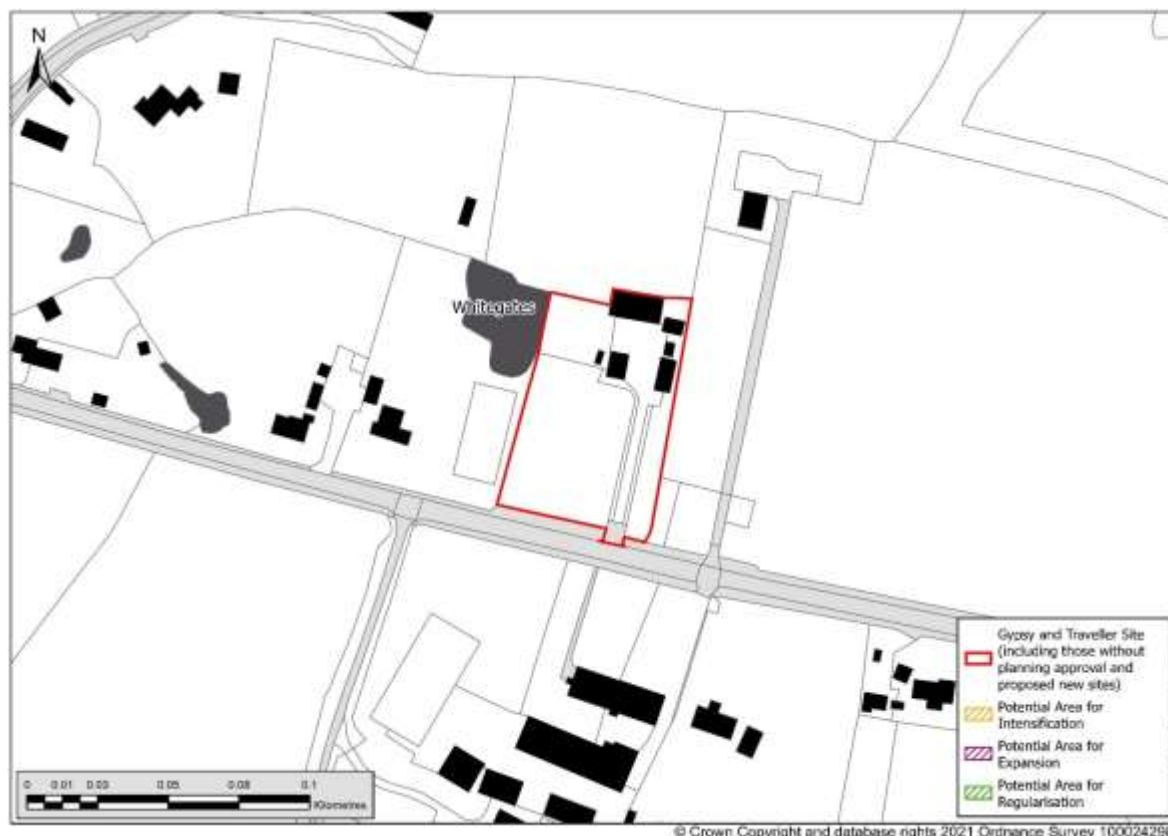 N
Whitegates
Gypsy and Traveller Site
(including those without
planning approval and
proposed new sites)
Potential Area for
Intensification
Potential Area for
Expansion
Potential Area for
Regularisation
0 0.01 0.03 0.05 0.08 0.1
Kilometres
© Crown Copyright and database rights 2021 Ordnance Survey